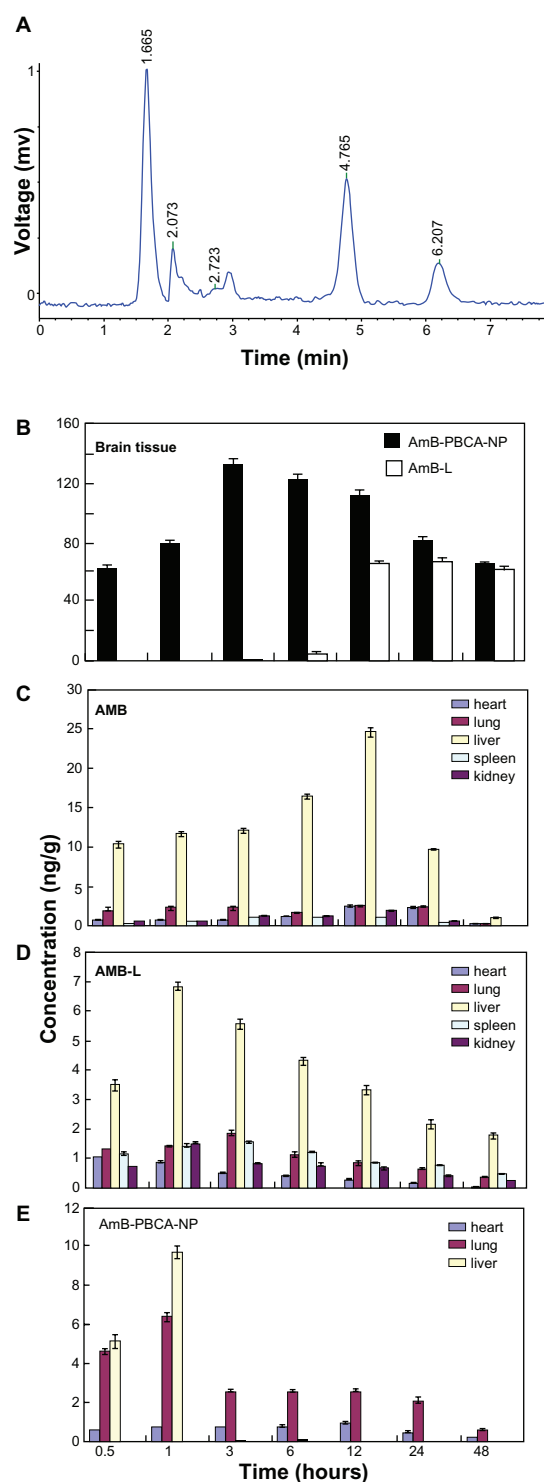 A
Voltage (mv)
1
0
1.665
2.073
2.723
4.765
6.207
0 1 2 3 4 5 6 7
Time (min)
Concentration (ng/g)
B
Brain tissue
AmB-PBCA-NP
AmB-L
160
120
80
60
40
0
C
AMB
heart
lung
liver
spleen
kidney
30
25
20
15
10
5
0
D
AMB-L
heart
lung
liver
spleen
kidney
8
7
6
5
4
3
2
1
0
E
AmB-PBCA-NP
heart
lung
liver
12
10
8
6
4
2
0
0.5 1 3 6 12 24 48
Time (hours)